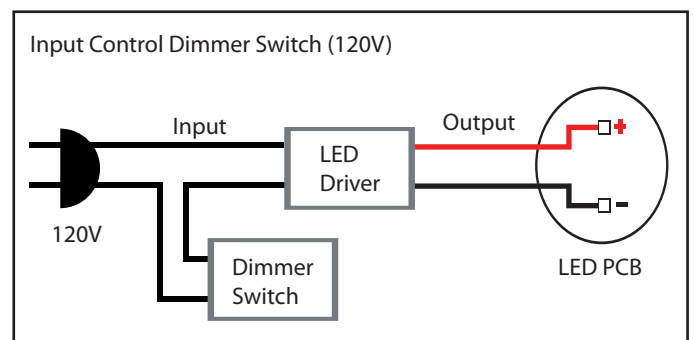 Input Control Dimmer Switch (120V)
Input
Output
LED
Driver
+
-
120V
Dimmer
Switch
LED PCB